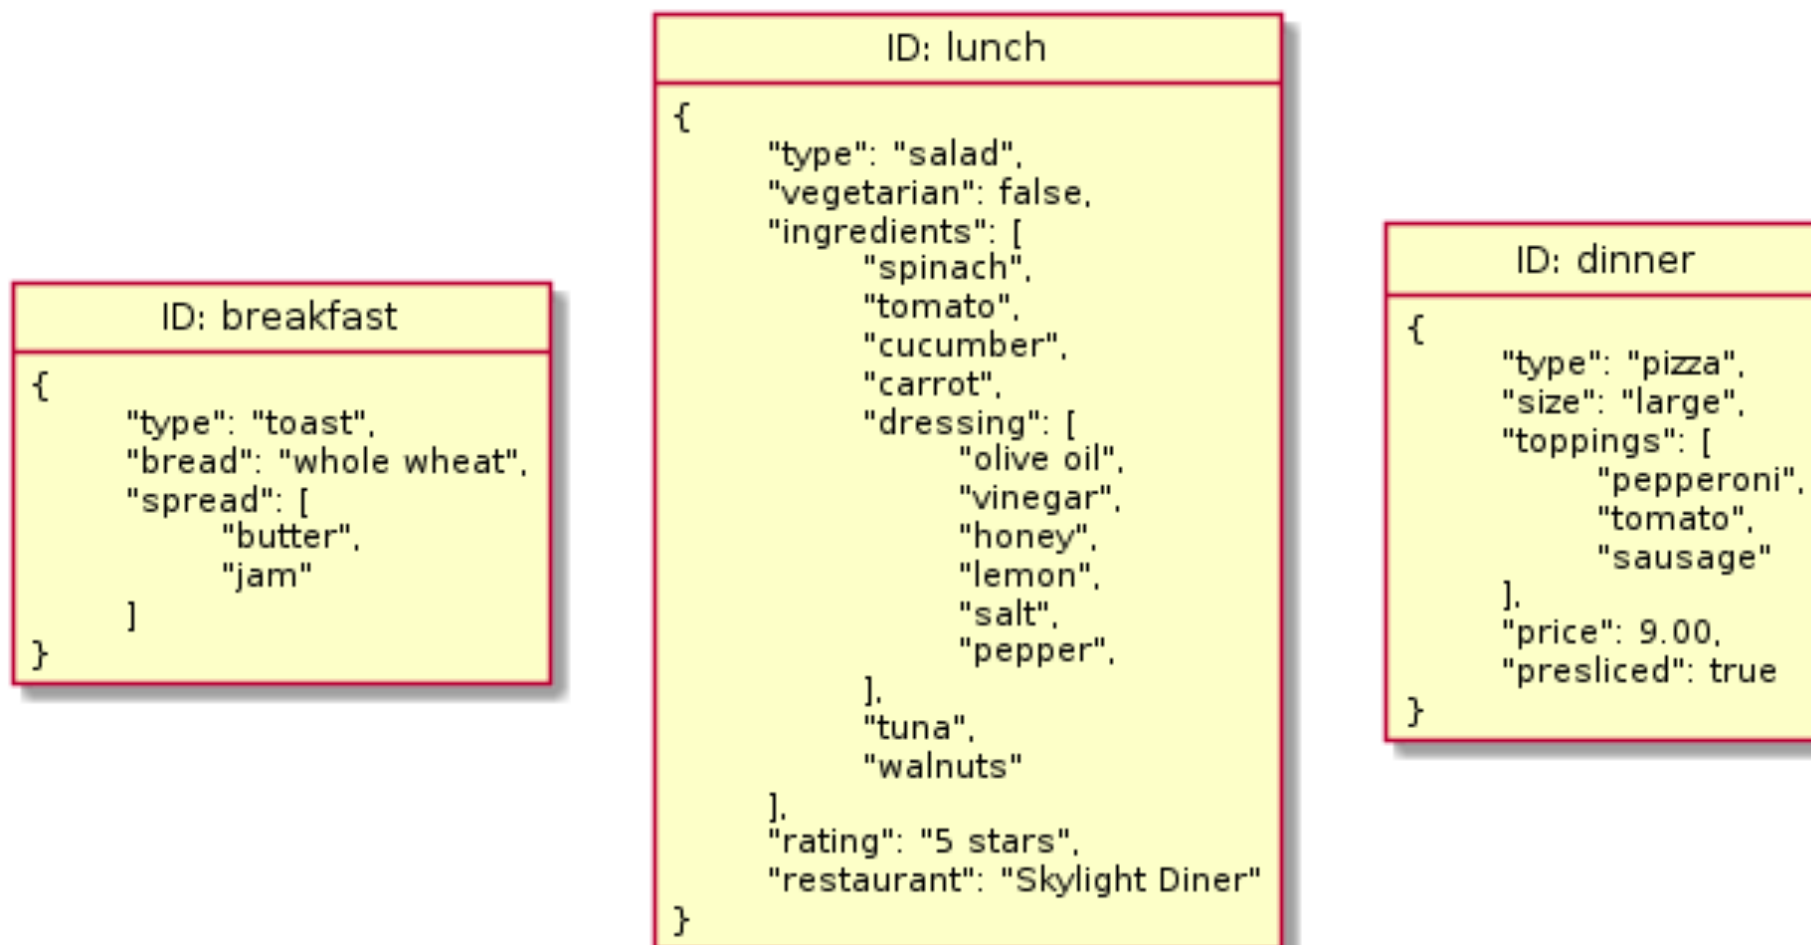 ID: breakfast
{
"type": "toast",
"bread": "whole wheat",
"spread": [
"butter",
"jam"
]
}
ID: lunch
{
"type": "salad",
"vegetarian": false,
"ingredients": [
"spinach",
"tomato",
"cucumber",
"carrot",
"dressing": [
"olive oil",
"vinegar",
"honey",
"lemon",
"salt",
"pepper",
],
"tuna",
"walnuts"
],
"rating": "5 stars",
"restaurant": "Skylight Diner"
}
ID: dinner
{
"type": "pizza",
"size": "large",
"toppings": [
"pepperoni",
"tomato",
"sausage"
],
"price": 9.00,
"presliced": true
}